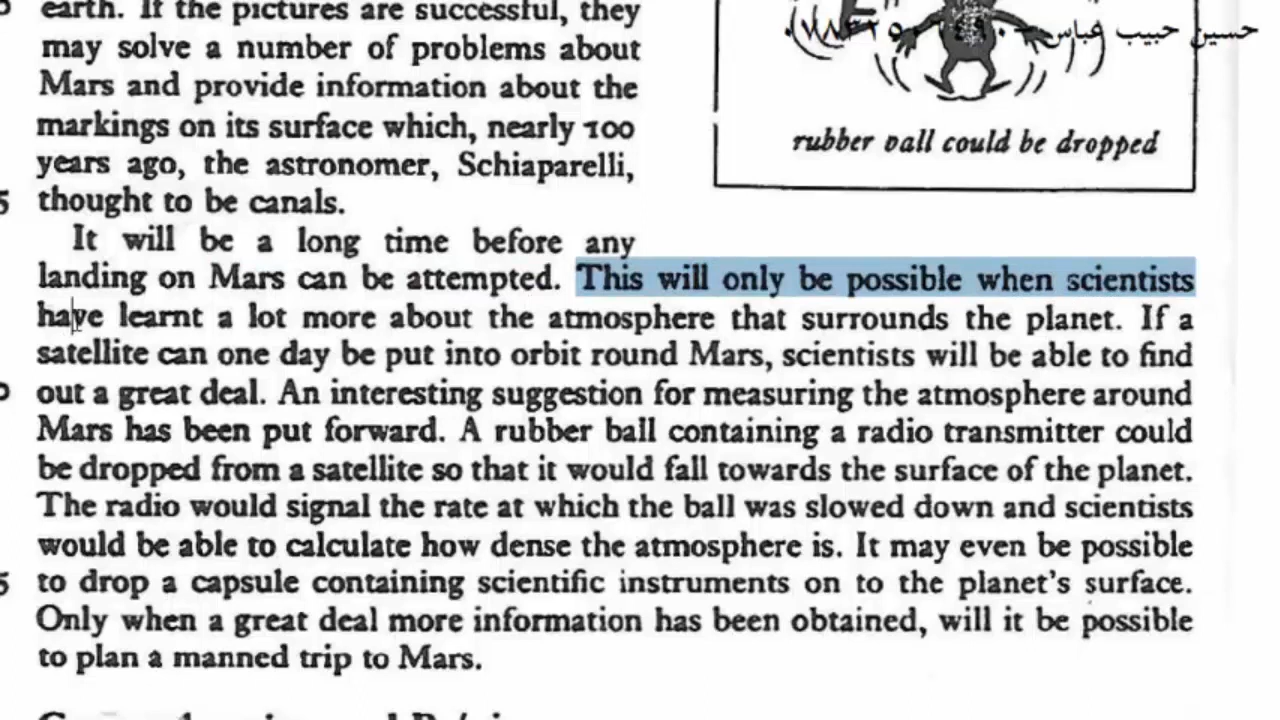 earth. If the pictures are successful, they
may solve a number of problems about
Mars and provide information about the
markings on its surface which, nearly 100
years ago, the astronomer, Schiaparelli,
5 thought to be canals.
حسين حبيب عباس
rubber ball could be dropped
It will be a long time before any
landing on Mars can be attempted. This will only be possible when scientists
have learnt a lot more about the atmosphere that surrounds the planet. If a
satellite can one day be put into orbit round Mars, scientists will be able to find
out a great deal. An interesting suggestion for measuring the atmosphere around
Mars has been put forward. A rubber ball containing a radio transmitter could
be dropped from a satellite so that it would fall towards the surface of the planet.
The radio would signal the rate at which the ball was slowed down and scientists
would be able to calculate how dense the atmosphere is. It may even be possible
5 to drop a capsule containing scientific instruments on to the planet's surface.
Only when a great deal more information has been obtained, will it be possible
to plan a manned trip to Mars.